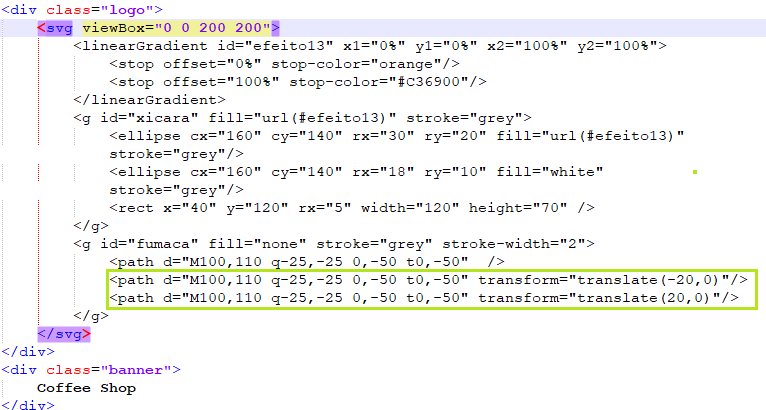 <div class="logo">
<svg viewBox="0 0 200 200">
<linearGradient id="efeito13" x1="0%" y1="0%" x2="100%" y2="100%">
<stop offset="0%" stop-color="orange"/>
<stop offset="100%" stop-color="#C36900"/>
</linearGradient>
<g id="xicara" fill="url(#efeito13)" stroke="grey">
<ellipse cx="160" cy="140" rx="30" ry="20" fill="url(#efeito13)"
stroke="grey"/>
<ellipse cx="160" cy="140" rx="18" ry="10" fill="white"
stroke="grey"/>
<rect x="40" y="120" rx="5" width="120" height="70" />
</g>
<g id="fumaca" fill="none" stroke="grey" stroke-width="2">
<path d="M100,110 q-25,-25 0,-50 t0,-50"  />
<path d="M100,110 q-25,-25 0,-50 t0,-50" transform="translate(-20,0)"/>
<path d="M100,110 q-25,-25 0,-50 t0,-50" transform="translate(20,0)"/>
</g>
</svg>
</div>
<div class="banner">
Coffee Shop
</div>